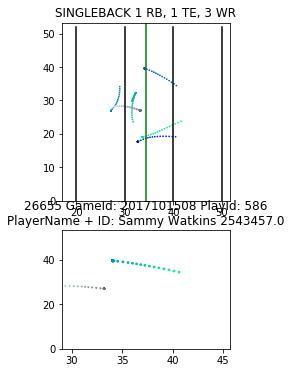 SINGLEBACK 1 RB, 1 TE, 3 WR
50
40
30
20
10
0
20 30 40 50
26655 GameId: 2017101508 PlayId: 586
PlayerName + ID: Sammy Watkins 2543457.0
40
20
0
30 35 40 45